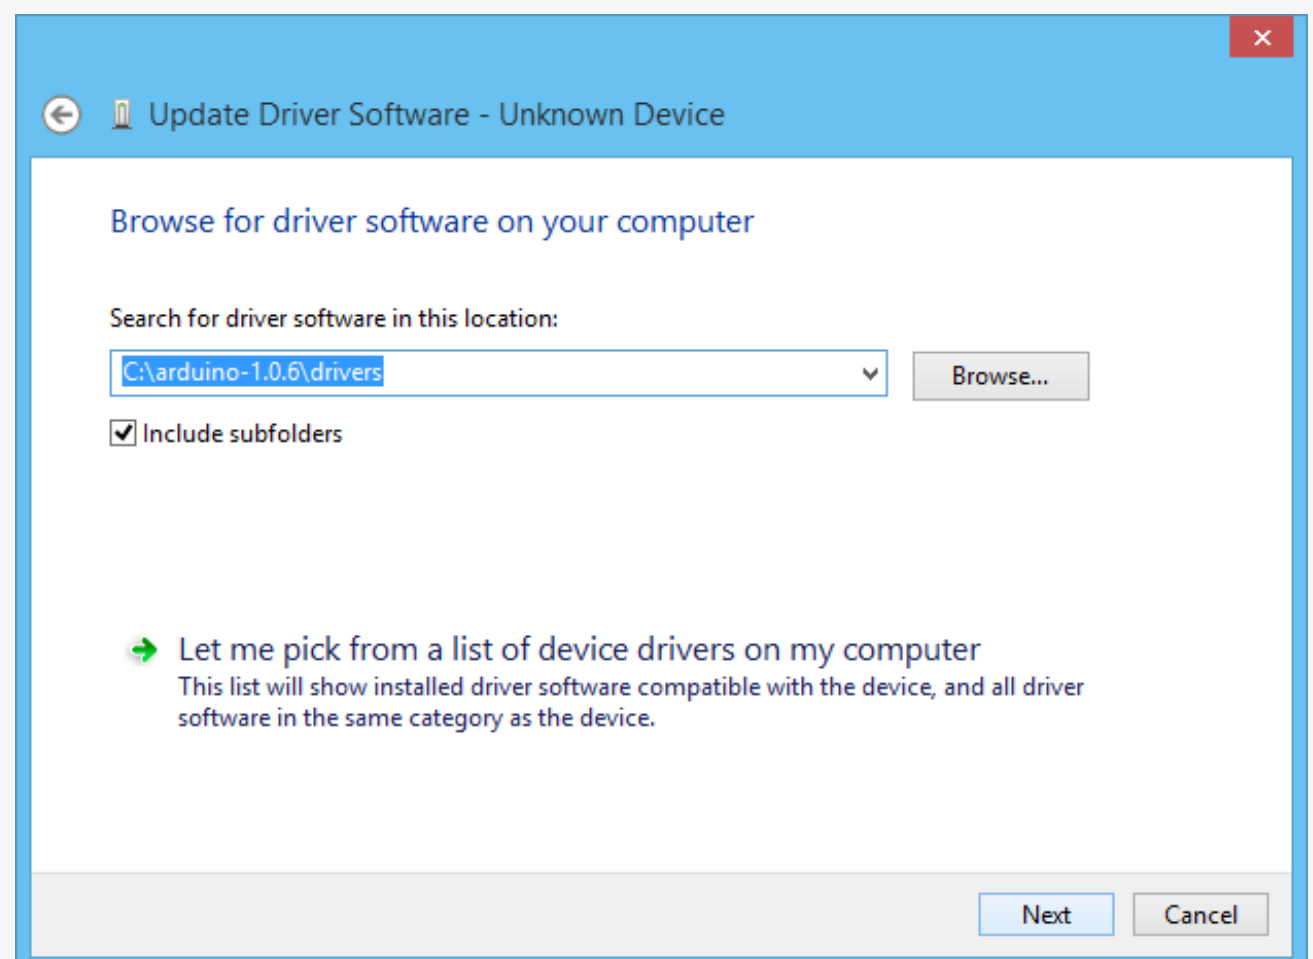 Update Driver Software - Unknown Device
Browse for driver software on your computer
Search for driver software in this location:
C:\arduino-1.0.6\drivers
Browse...
Include subfolders
Let me pick from a list of device drivers on my computer
This list will show installed driver software compatible with the device, and all driver
software in the same category as the device.
Next
Cancel